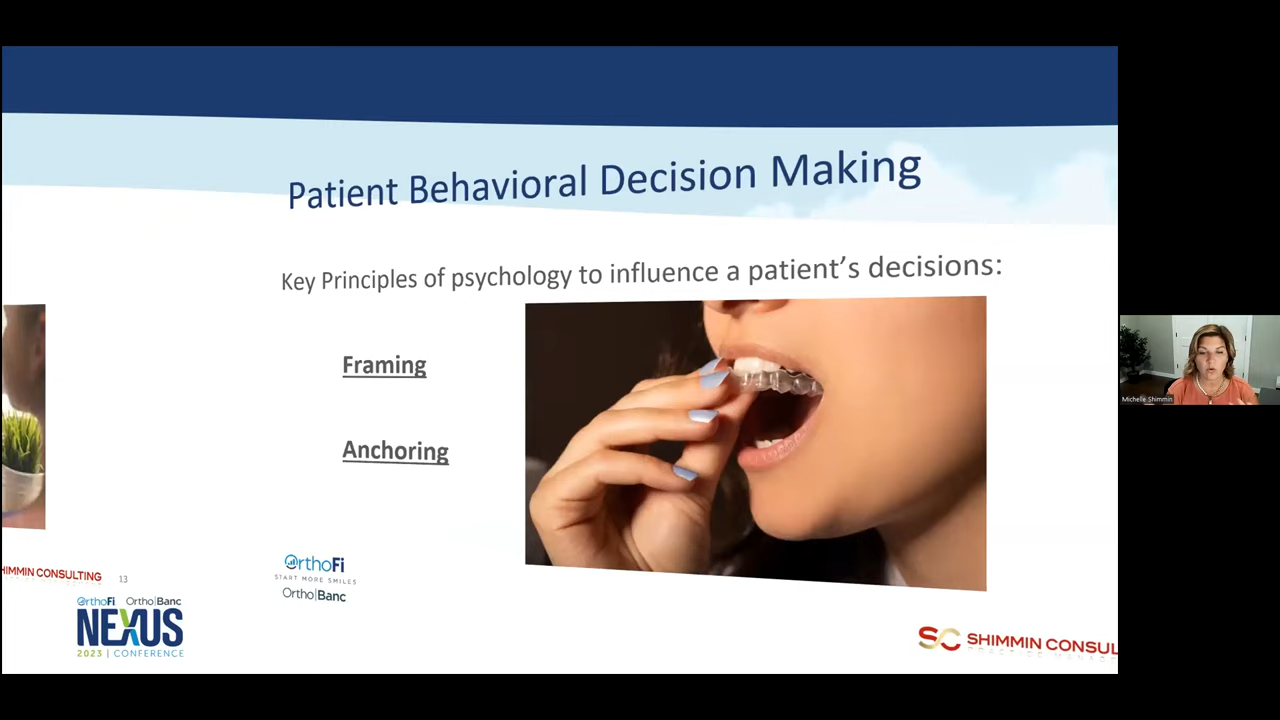 Patient Behavioral Decision Making
Key Principles of psychology to influence a patient's decisions:
Framing
Anchoring
Michelle Shimmin
OrthoFi
START MORE SMILES
Ortho|Banc
HIMMIN CONSULTING
13
OrthoFi Ortho|Banc
NEXUS
2023 | CONFERENCE
SC SHIMMIN CONSUL